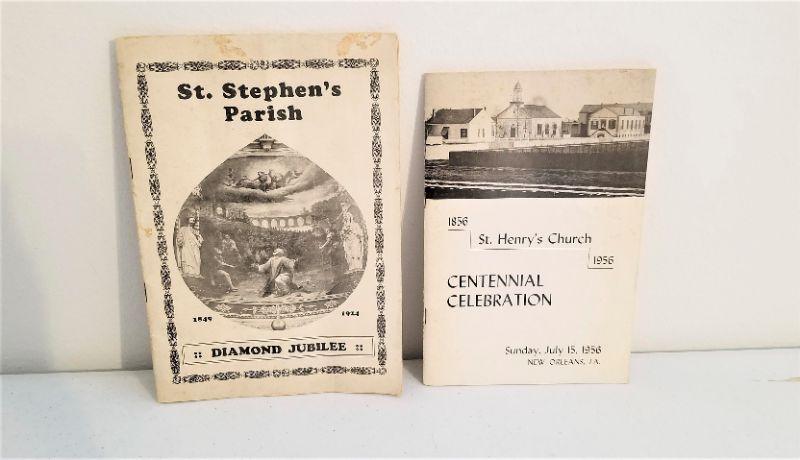 St. Stephen's
Parish
1849
1924
:: DIAMOND JUBILEE ::
1856
St. Henry's Church
1956
CENTENNIAL
CELEBRATION
Sunday, July 15, 1956
NEW ORLEANS, LA.